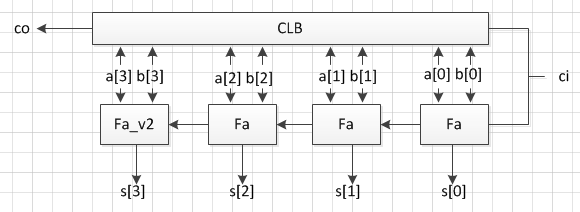 co CLB
a[3] b[3] a[2] b[2] a[1] b[1] a[0] b[0] ci
Fa_v2 Fa Fa Fa
s[3] s[2] s[1] s[0]